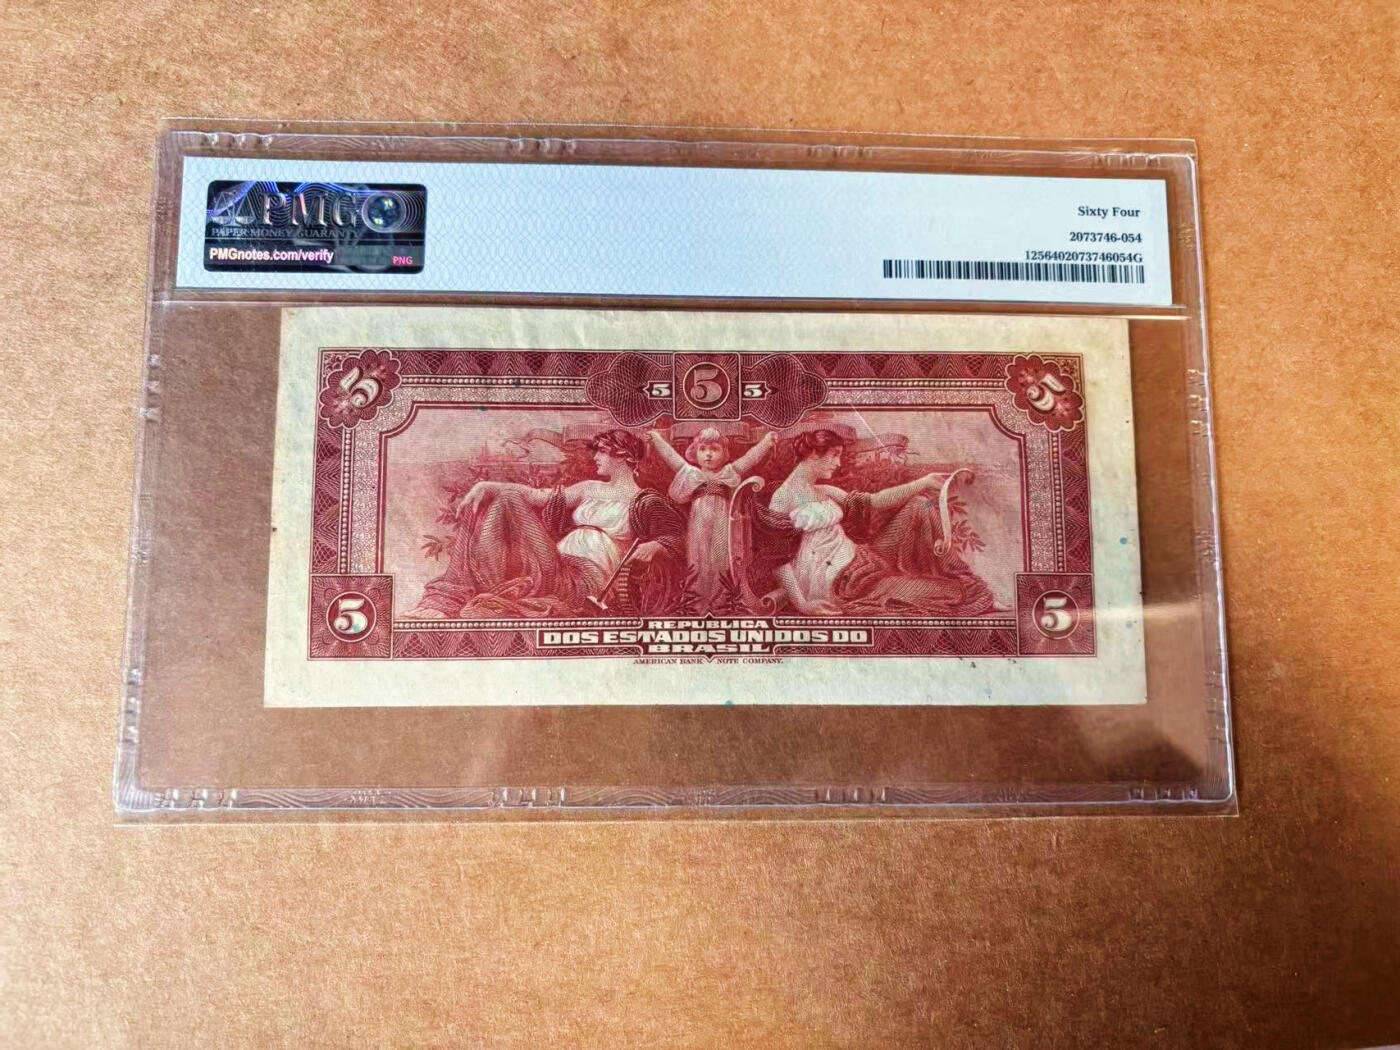 PMG
PAPER MONEY GUARANTY
PMGnotes.com/verify
PNG
Sixty Four
2073746-054
1256402073746054G
5
5 5 5
5
5
5
REPUBLICA
DOS ESTADOS UNIDOS DO
BRASIL
AMERICAN BANK NOTE COMPANY.